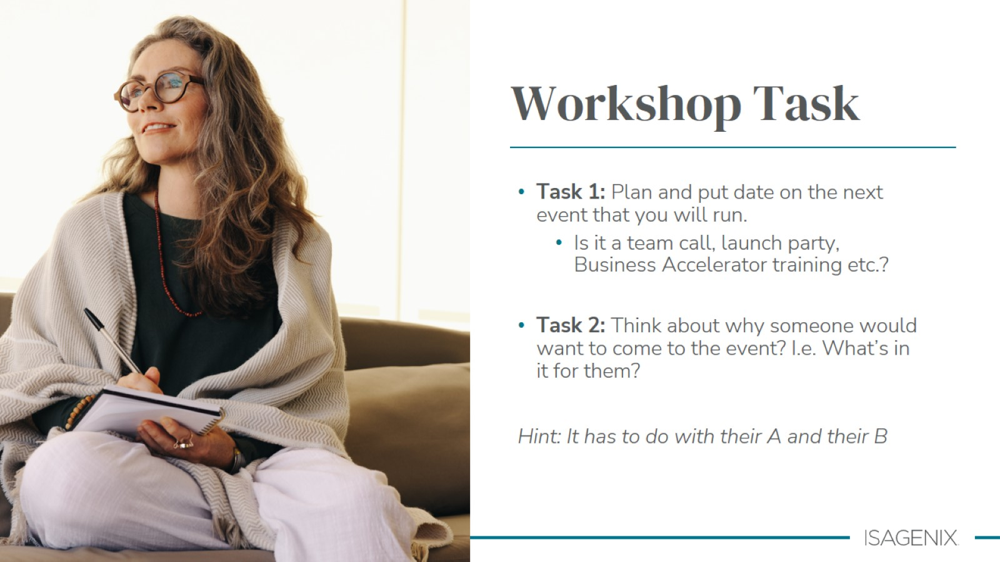 Workshop Task
• Task 1: Plan and put date on the next
event that you will run.
• Is it a team call, launch party,
Business Accelerator training etc.?
• Task 2: Think about why someone would
want to come to the event? I.e. What’s in
it for them?
Hint: It has to do with their A and their B
ISAGENIX